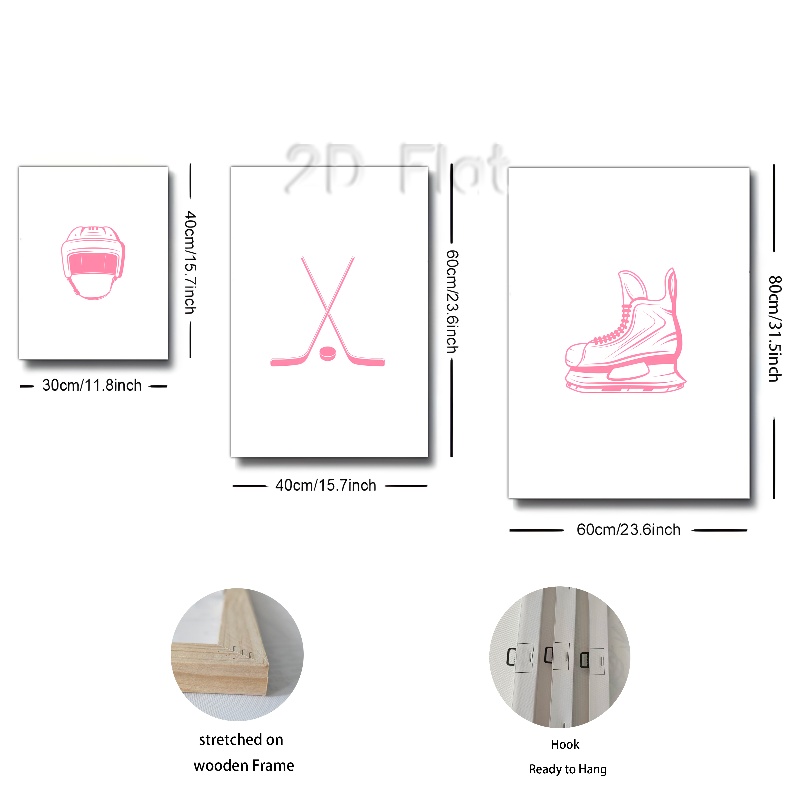 2D Flat
40cm/15.7inch
30cm/11.8inch
60cm/23.6inch
40cm/15.7inch
80cm/31.5inch
60cm/23.6inch
stretched on
wooden Frame
Hook
Ready to Hang